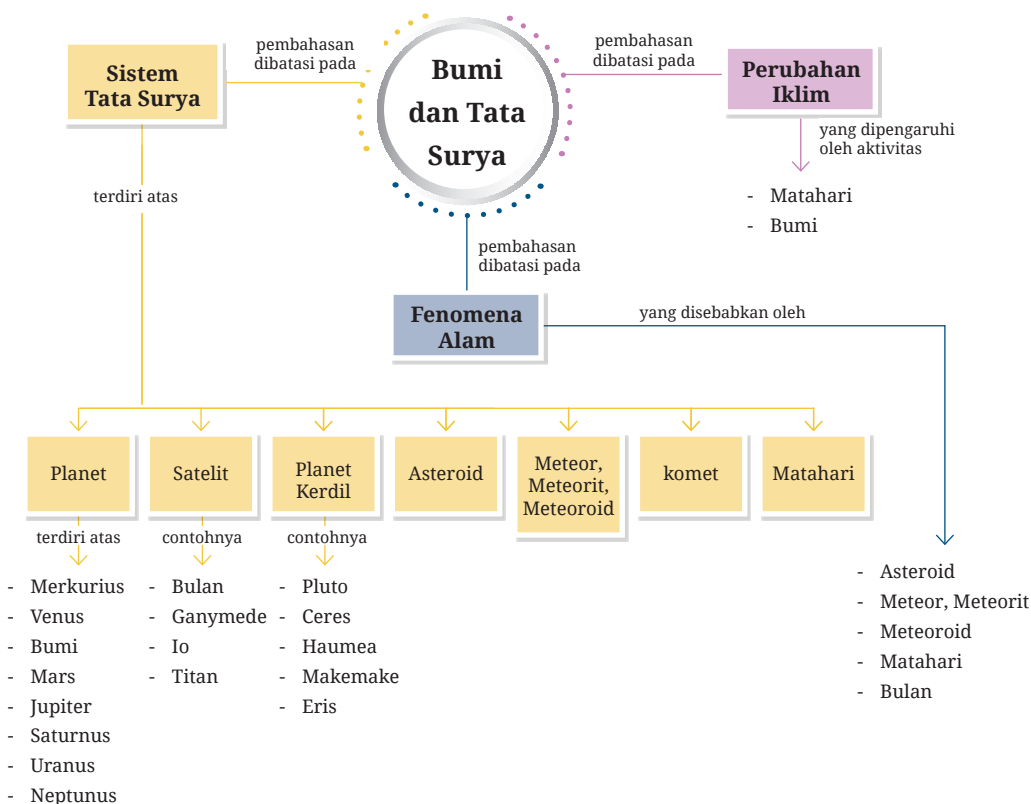 Bumi
dan Tata
Surya
pembahasan
dibatasi pada
Sistem
Tata Surya
terdiri atas
pembahasan
dibatasi pada
Perubahan
Iklim
yang dipengaruhi
oleh aktivitas
- Matahari
- Bumi
pembahasan
dibatasi pada
Fenomena
Alam
yang disebabkan oleh
Planet
Satelit
Planet
Kerdil
Asteroid
Meteor,
Meteorit,
Meteoroid
komet
Matahari
terdiri atas
- Merkurius
- Venus
- Bumi
- Mars
- Jupiter
- Saturnus
- Uranus
- Neptunus
contohnya
- Bulan
- Ganymede
- Io
- Titan
contohnya
- Pluto
- Ceres
- Haumea
- Makemake
- Eris
- Asteroid
- Meteor, Meteorit
- Meteoroid
- Matahari
- Bulan